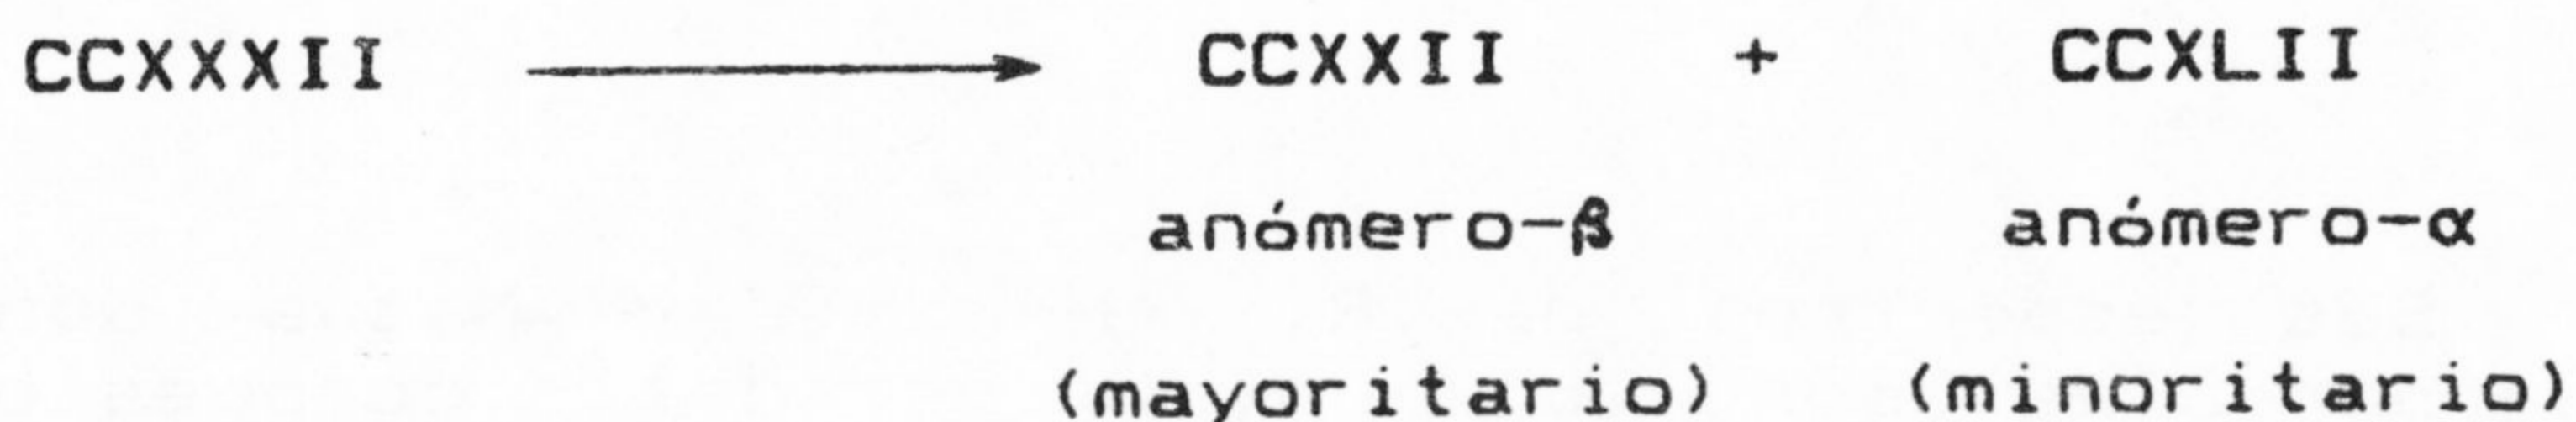 CCXXXII ⟶ CCXXII + CCXLII
anómero-β anómero-α
(mayoritario) (minoritario)